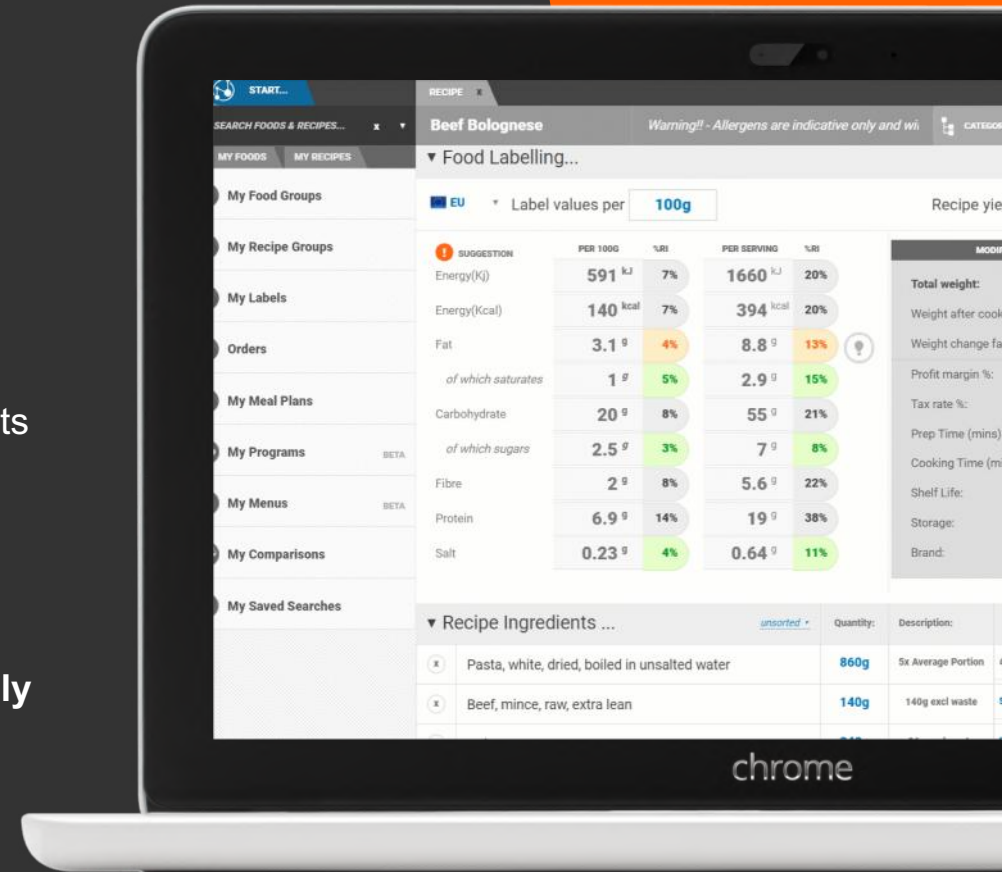 ts
ly
START...
RECIPE x
SEARCH FOODS & RECIPES... x
Beef Bolognese Warning!! - Allergens are indicative only and wil
MY FOODS MY RECIPES
Food Labelling...
My Food Groups
EU Label values per 100g Recipe yie
My Recipe Groups
SUGGESTION PER 100G %RI PER SERVING %RI
Energy(Kj) 591 kJ 7% 1660 kJ 20% Total weight:
My Labels
Energy(Kcal) 140 kcal 7% 394 kcal 20% Weight after cook
Orders
Fat 3.1 g 4% 8.8 g 13% Weight change fa
of which saturates 1 g 5% 2.9 g 15% Profit margin %:
My Meal Plans
Carbohydrate 20 g 8% 55 g 21% Tax rate %:
My Programs BETA
of which sugars 2.5 g 3% 7 g 8% Prep Time (mins)
Cooking Time (mi
Fibre 2 g 8% 5.6 g 22% Shelf Life:
My Menus BETA
Protein 6.9 g 14% 19 g 38% Storage:
My Comparisons
Salt 0.23 g 4% 0.64 g 11% Brand:
My Saved Searches
Recipe Ingredients ... unsorted Quantity: Description:
x Pasta, white, dried, boiled in unsalted water 860g 5x Average Portion
x Beef, mince, raw, extra lean 140g 140g excl waste
chrome